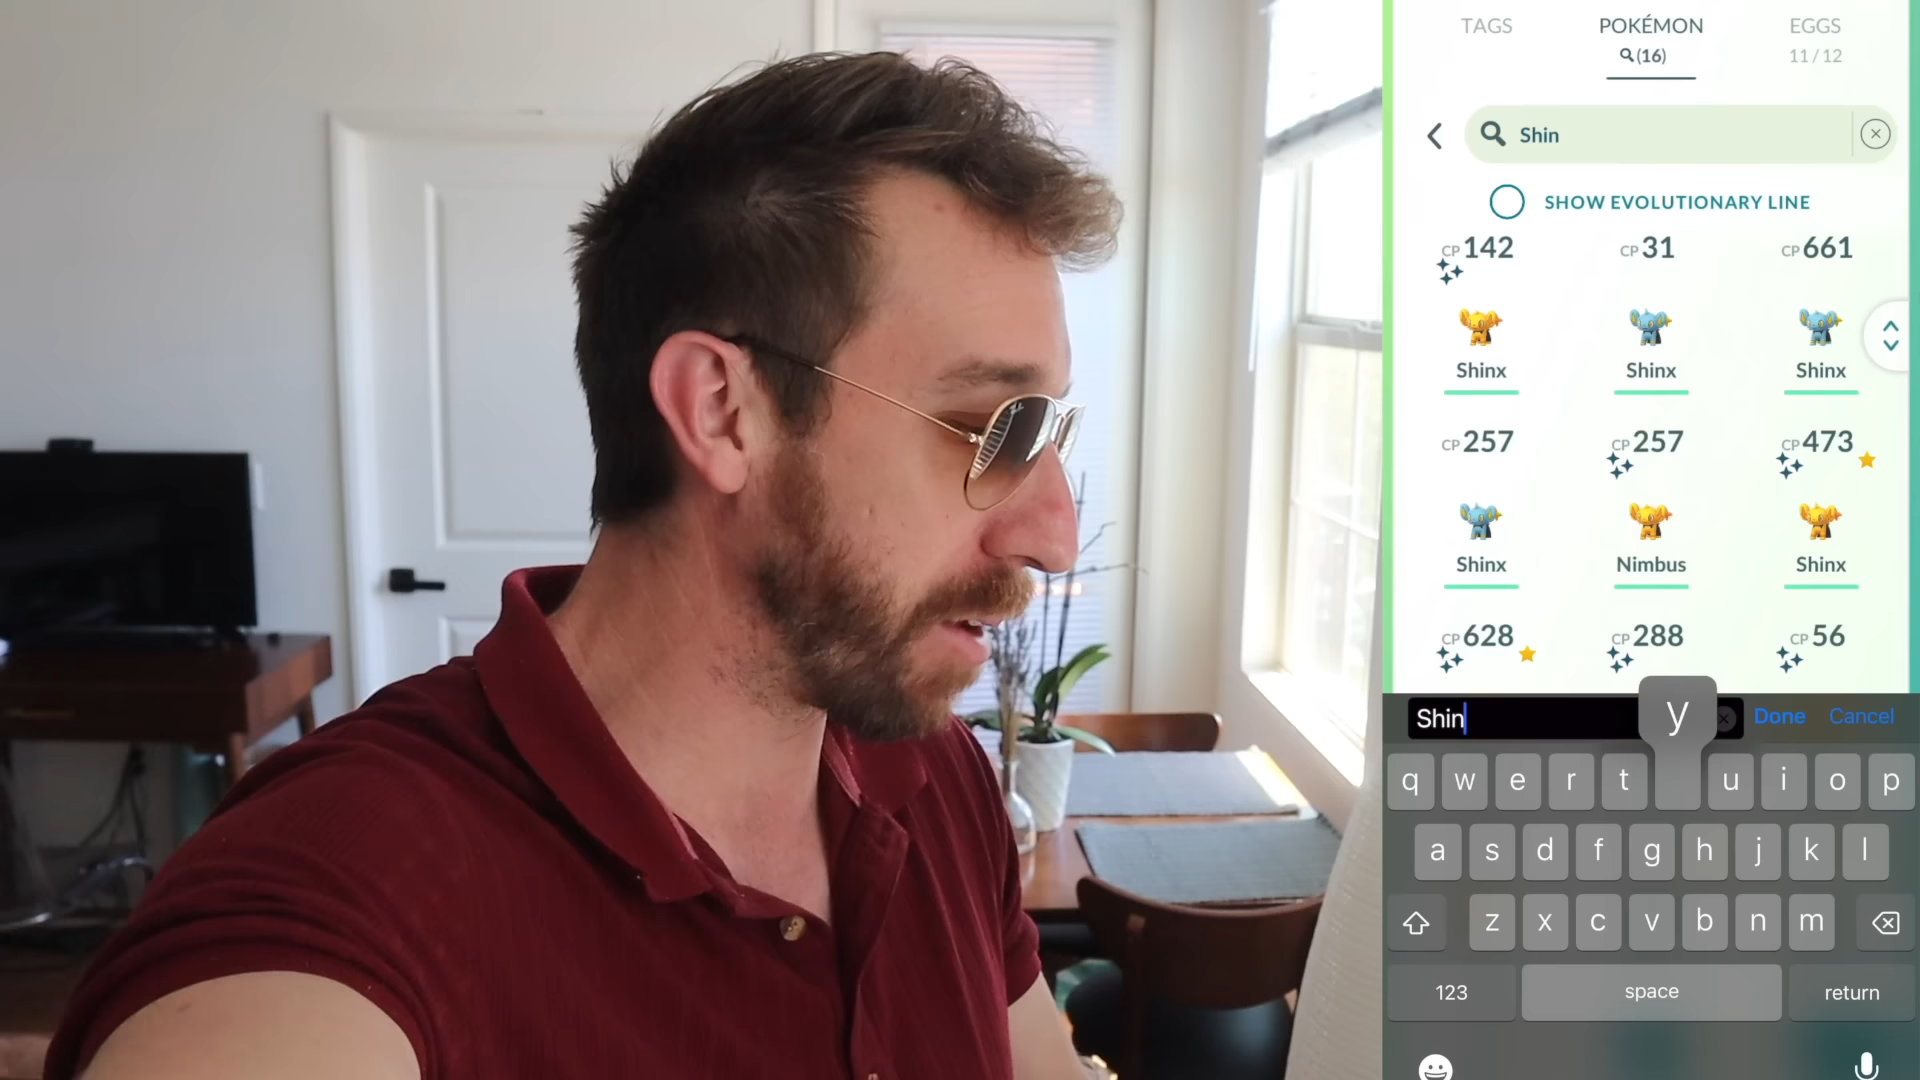 TAGS POKÉMON EGGS
(16) 11 / 12
Shin
SHOW EVOLUTIONARY LINE
CP 142 CP 31 CP 661
Shinx Shinx Shinx
CP 257 CP 257 CP 473
Shinx Nimbus Shinx
CP 628 CP 288 CP 56
Shin y Done Cancel
q w e r t u i o p
a s d f g h j k l
z x c v b n m
123 space return